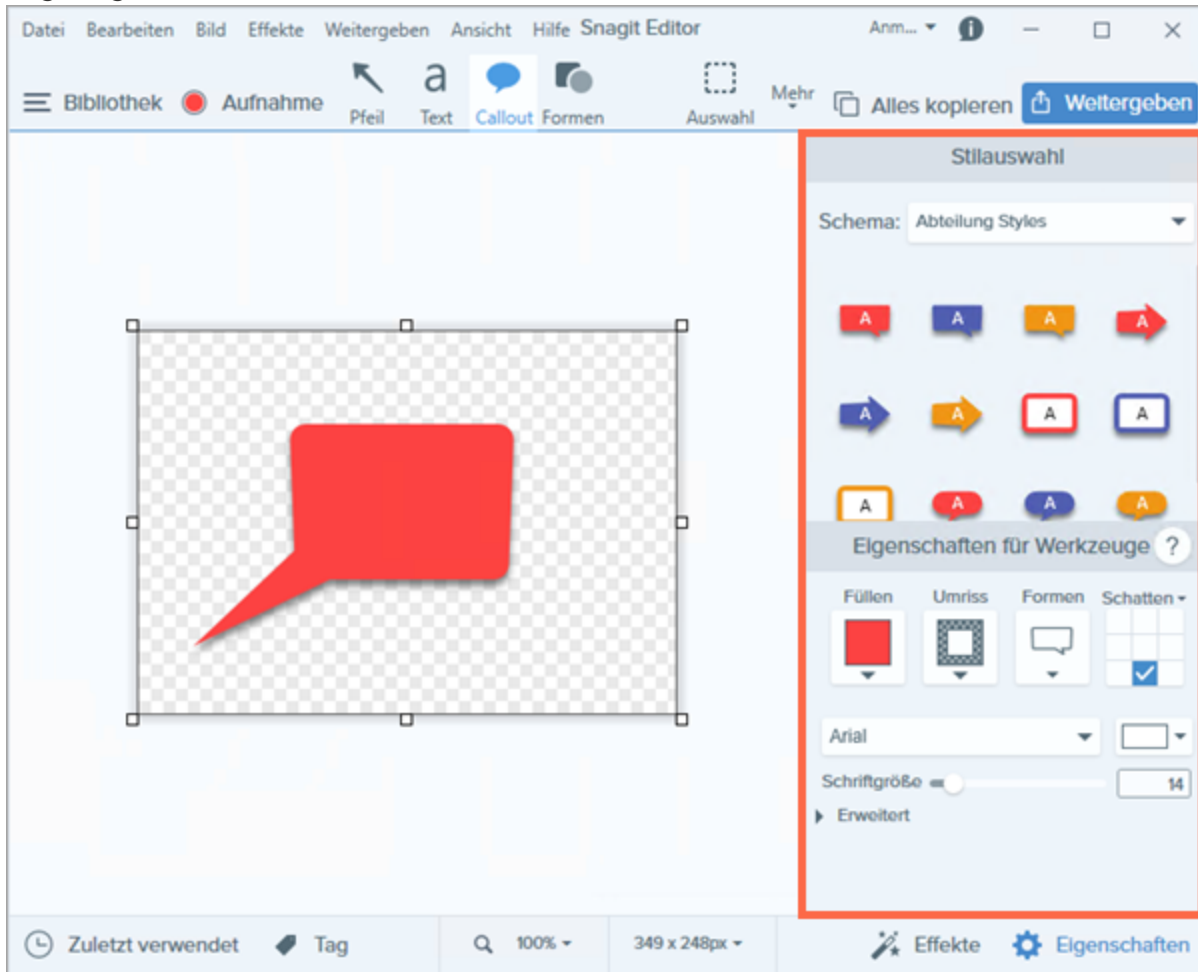 Datei Bearbeiten Bild Effekte Weitergeben Ansicht Hilfe Snagit Editor Anm...
Bibliothek Aufnahme Pfeil a Text Callout Formen Auswahl Mehr Alles kopieren Weitergeben
Stilauswahl
Schema: Abteilung Styles
A A A A
A A A A
A A A A
Eigenschaften für Werkzeuge ?
Füllen Umriss Formen Schatten
Arial
Schriftgröße 14
Erweitert
Zuletzt verwendet Tag 100% 349 x 248px Effekte Eigenschaften